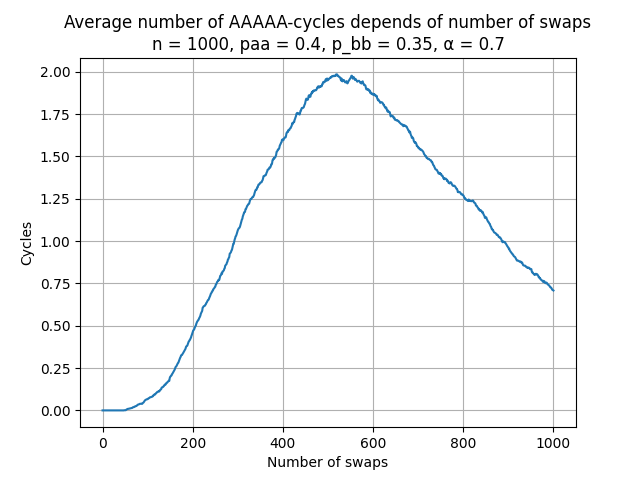 Average number of AAAAA-cycles depends of number of swaps
n = 1000, paa = 0.4, p_bb = 0.35, α = 0.7
2.00
1.75
1.50
1.25
1.00
0.75
0.50
0.25
0.00
Cycles
0 200 400 600 800 1000
Number of swaps